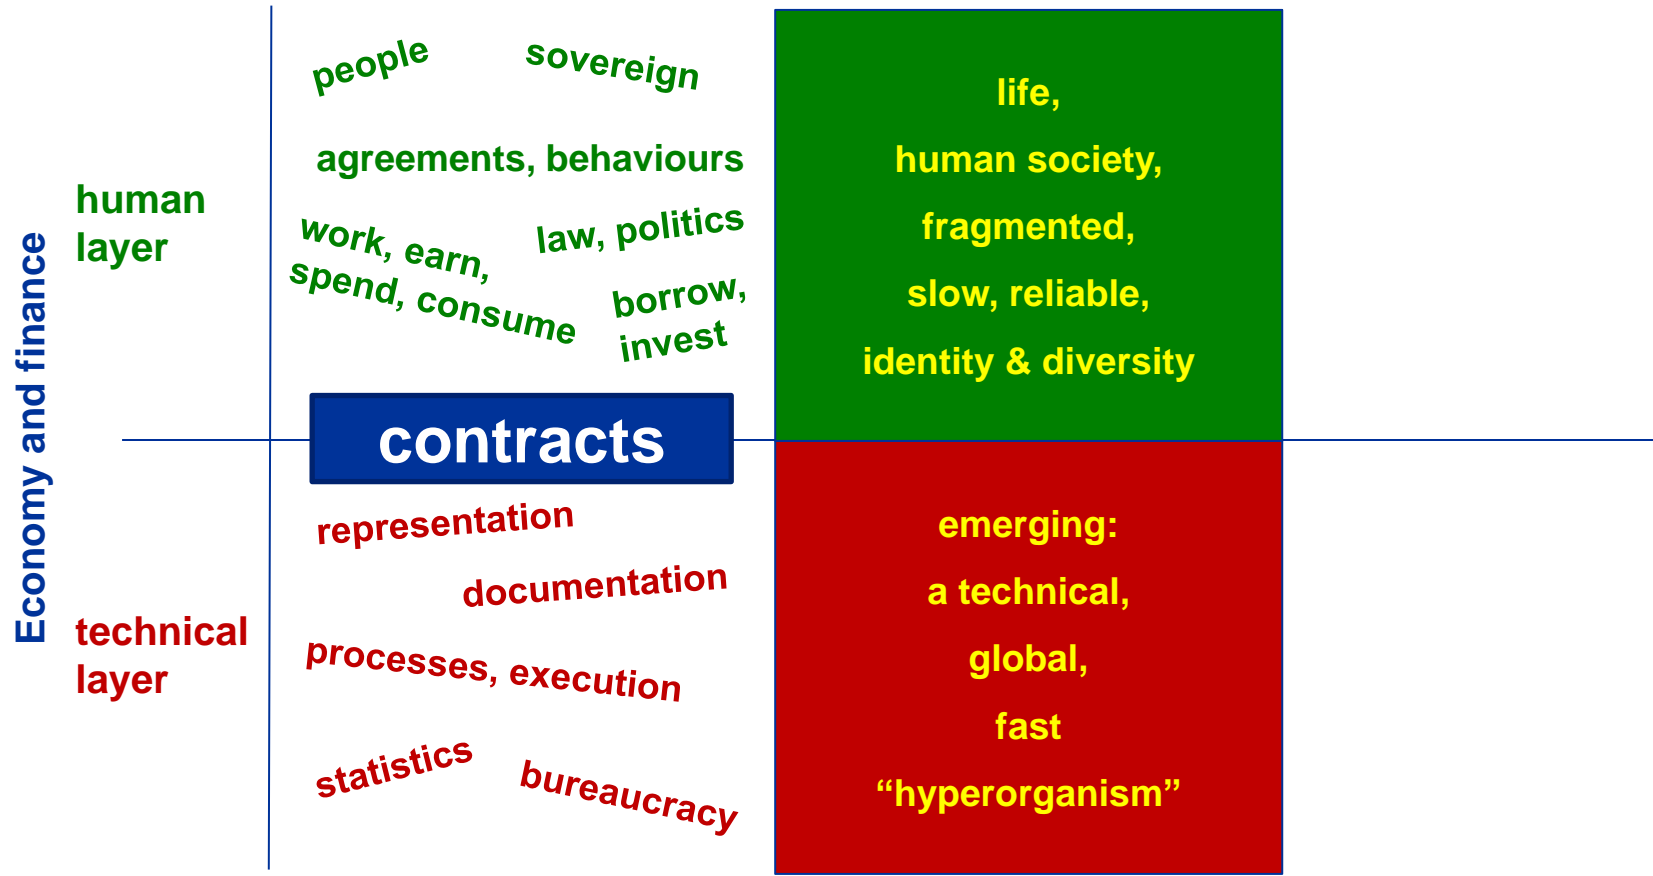 Economy and finance
human
layer
people
sovereign
agreements, behaviours
work, earn,
spend, consume
law, politics
borrow,
invest
contracts
technical
layer
representation
documentation
processes, execution
statistics
bureaucracy
life,
human society,
fragmented,
slow, reliable,
identity & diversity
emerging:
a technical,
global,
fast
“hyperorganism”